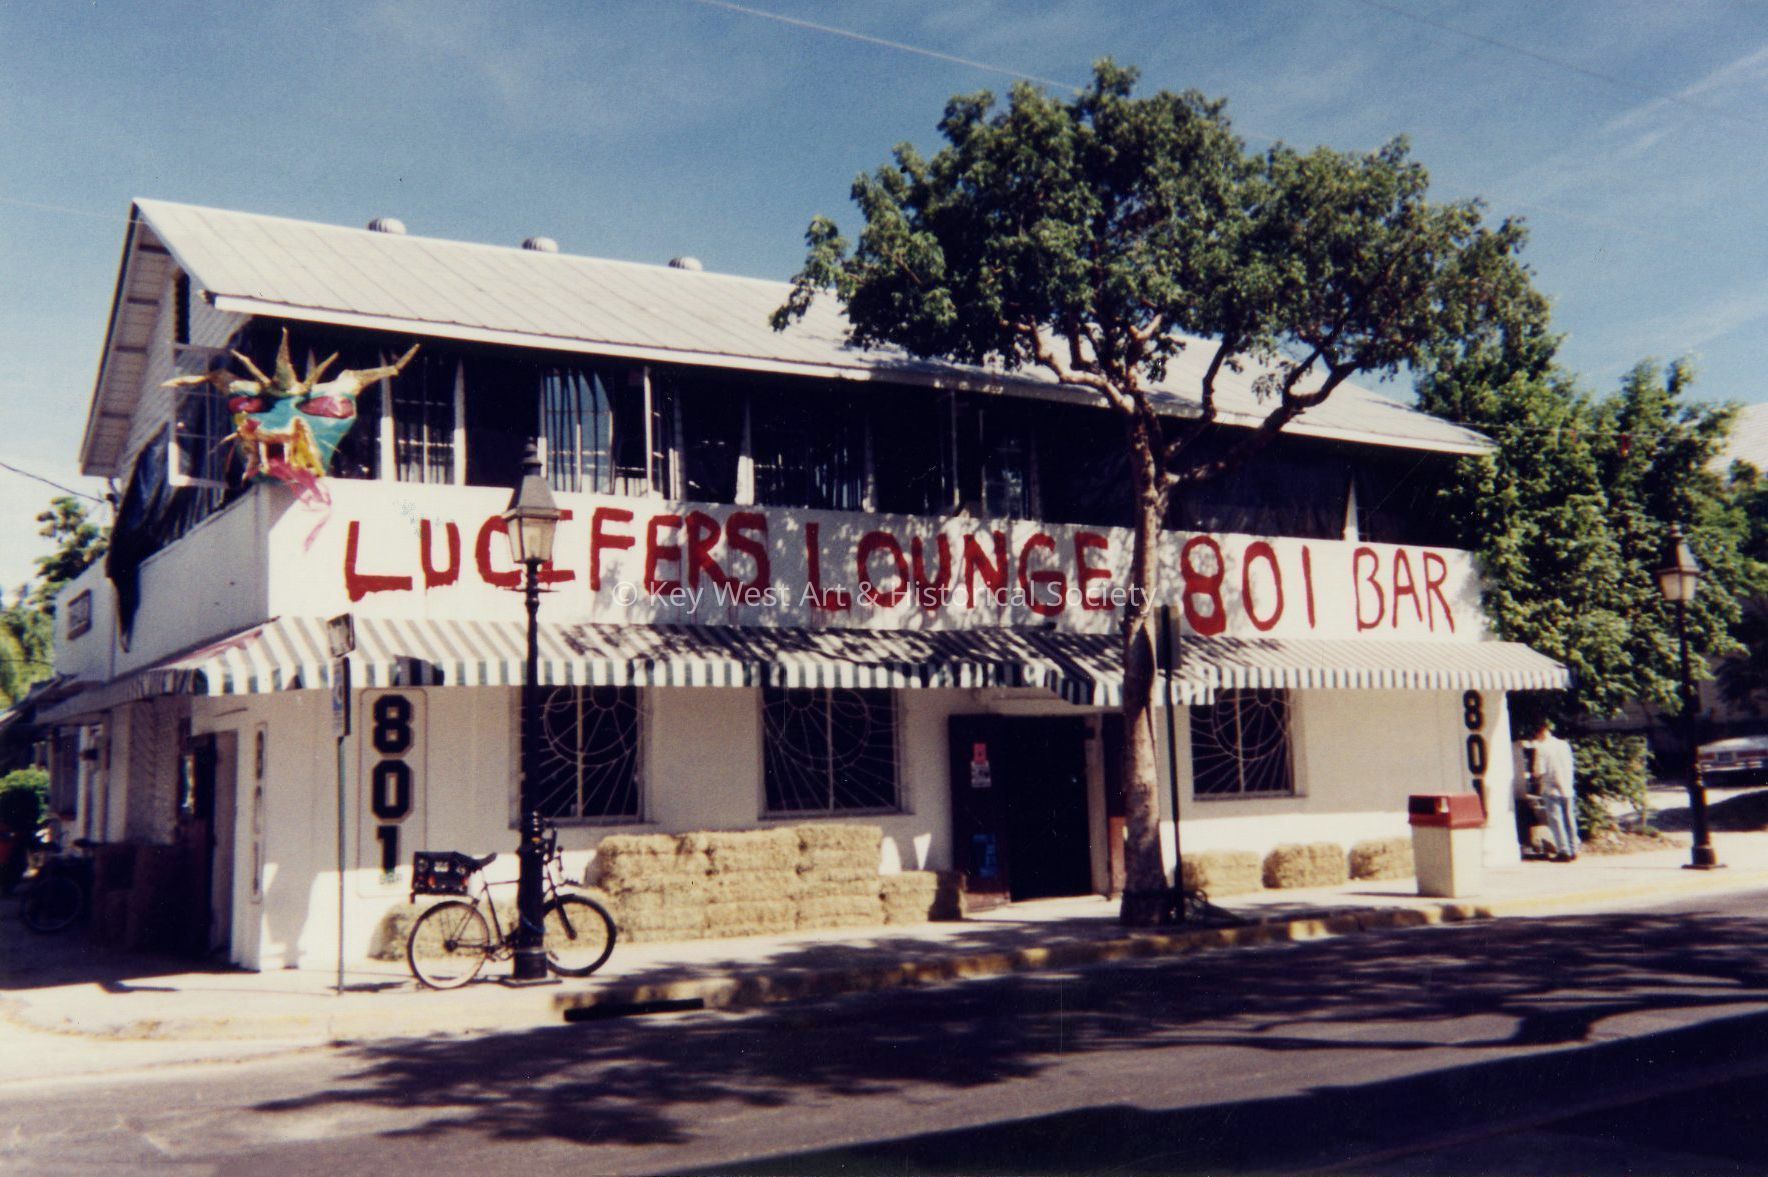 LUCIFERS LOUNGE 801 BAR
© Key West Art & Historical Society
801
801